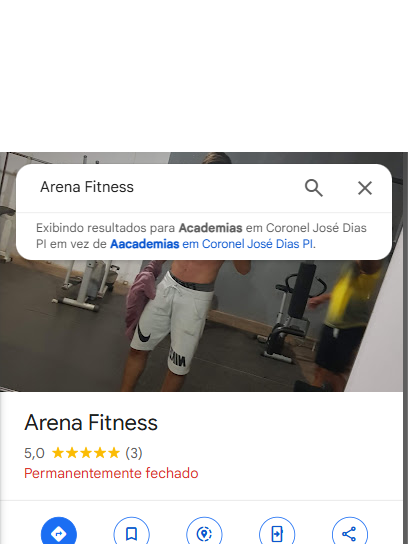 Arena Fitness
Exibindo resultados para Academias em Coronel José Dias
PI em vez de Aacademias em Coronel José Dias PI.
Arena Fitness
5,0 (3)
Permanentemente fechado